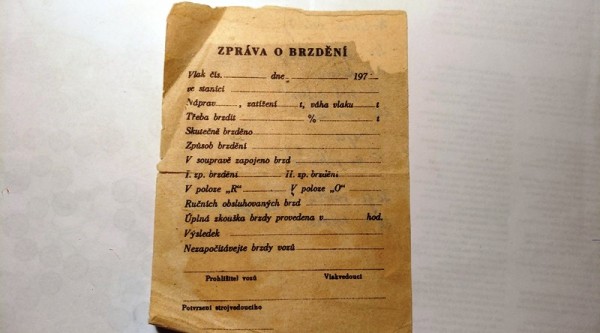 ZPRÁVA O BRZDĚNÍ
Vlak čís. dne 197
ve stanici
Náprav , zatížení t, váha vlaku t
Třeba brzdit % t
Skutečně brzděno
Způsob brzdění
V soupravě zapojeno brzd
I. zp. brzdění II. zp. brzdění
V poloze „R" V poloze „O"
Ručních obsluhovaných brzd
Úplná zkouška brzdy provedena v hod.
Výsledek
Nezapočítávejte brzdy vozů
Prohlížitel vozů Vlakvedoucí
Potvrzení strojvedoucího